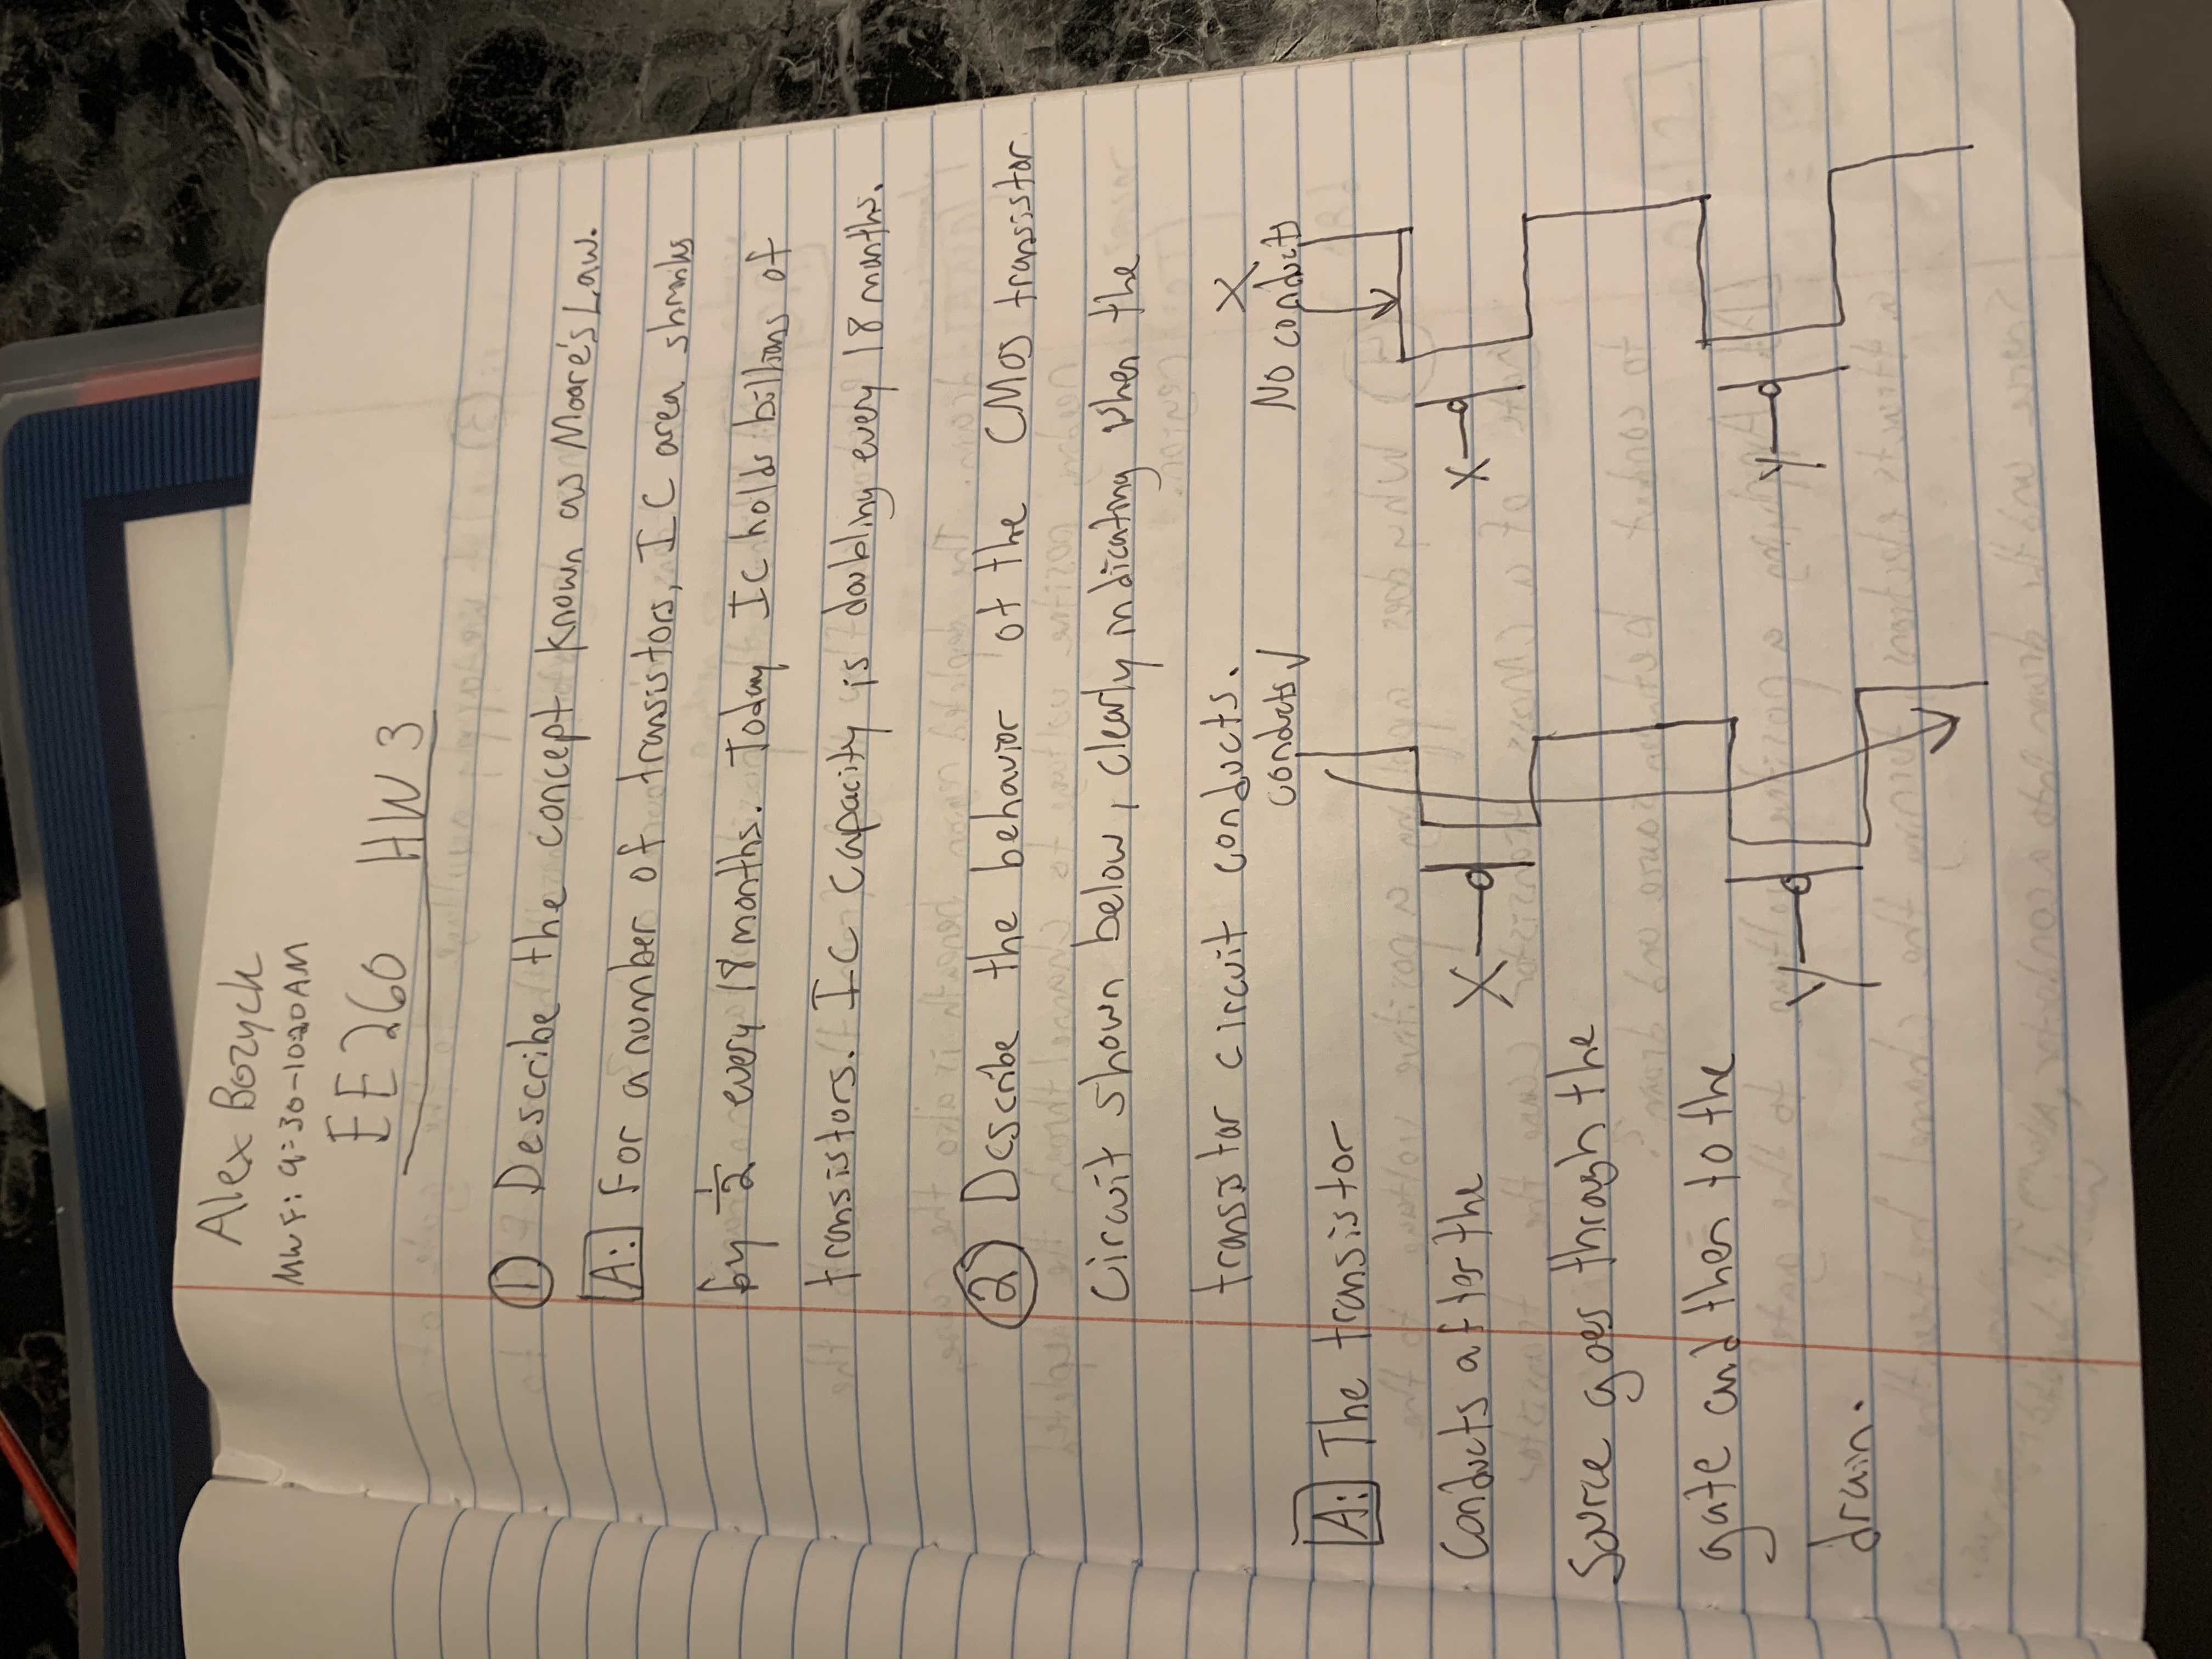 Alex Bozych
MWF: 9:30-10:20AM
EE 260 HW 3
① Describe the concept known as Moore's Law.
A: For a number of transistors, IC area shrinks
by 1/2 every 18 months. Today IC holds billions of
transistors. IC capacity is doubling every 18 months.
② Describe the behavior of the CMOS transistor
circuit shown below, clearly indicating when the
transistor circuit conducts.
X
conducts √
No conducts
A: The transistor
conducts after the
source goes through the
gate and then to the
drain.
X
Y
X
Y